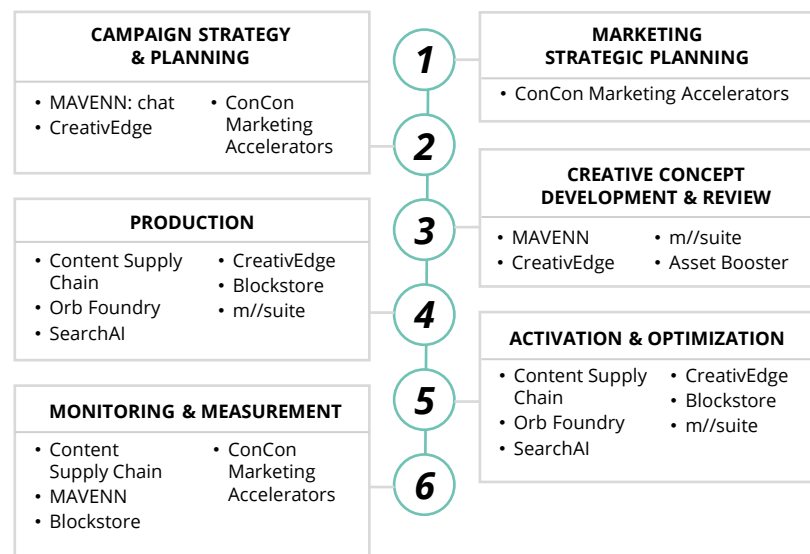 1
MARKETING
STRATEGIC PLANNING
• ConCon Marketing Accelerators
2
CAMPAIGN STRATEGY
& PLANNING
• MAVENN: chat
• CreativEdge
• ConCon
Marketing
Accelerators
3
CREATIVE CONCEPT
DEVELOPMENT & REVIEW
• MAVENN
• CreativEdge
• m//suite
• Asset Booster
4
PRODUCTION
• Content Supply
Chain
• Orb Foundry
• SearchAI
• CreativEdge
• Blockstore
• m//suite
5
ACTIVATION & OPTIMIZATION
• Content Supply
Chain
• Orb Foundry
• SearchAI
• CreativEdge
• Blockstore
• m//suite
6
MONITORING & MEASUREMENT
• Content
Supply Chain
• MAVENN
• Blockstore
• ConCon
Marketing
Accelerators